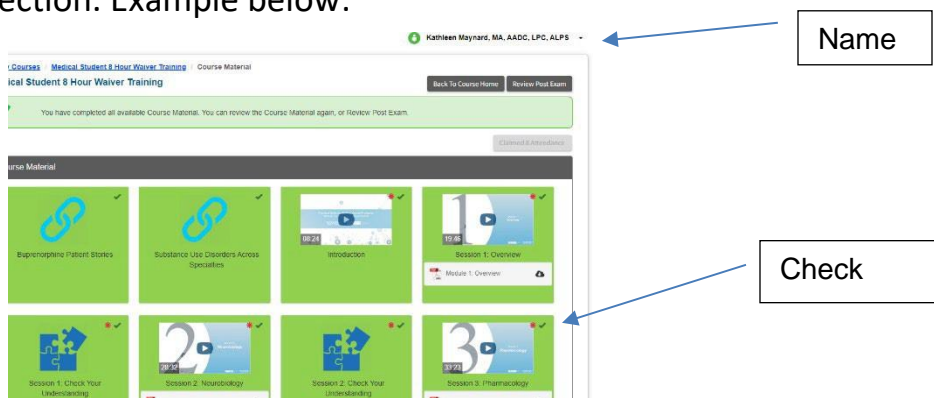 ection. Example below:
Name
Kathleen Maynard, MA, AADC, LPC, ALPS
Courses / Medical Student 8 Hour Waiver Training / Course Material
ical Student 8 Hour Waiver Training
Back To Course Home
Review Post Exam
You have completed all available Course Material. You can review the Course Material again, or Review Post Exam.
Claimed 8 Attendance
urse Material
Buprenorphine Patient Stories
Substance Use Disorders Across
Specialties
08:24
Introduction
1
19:46
Session 1: Overview
Module 1: Overview
Check
Session 1: Check Your
Understanding
2
20:32
Session 2: Neurobiology
Session 2: Check Your
Understanding
3
33:23
Session 3: Pharmacology